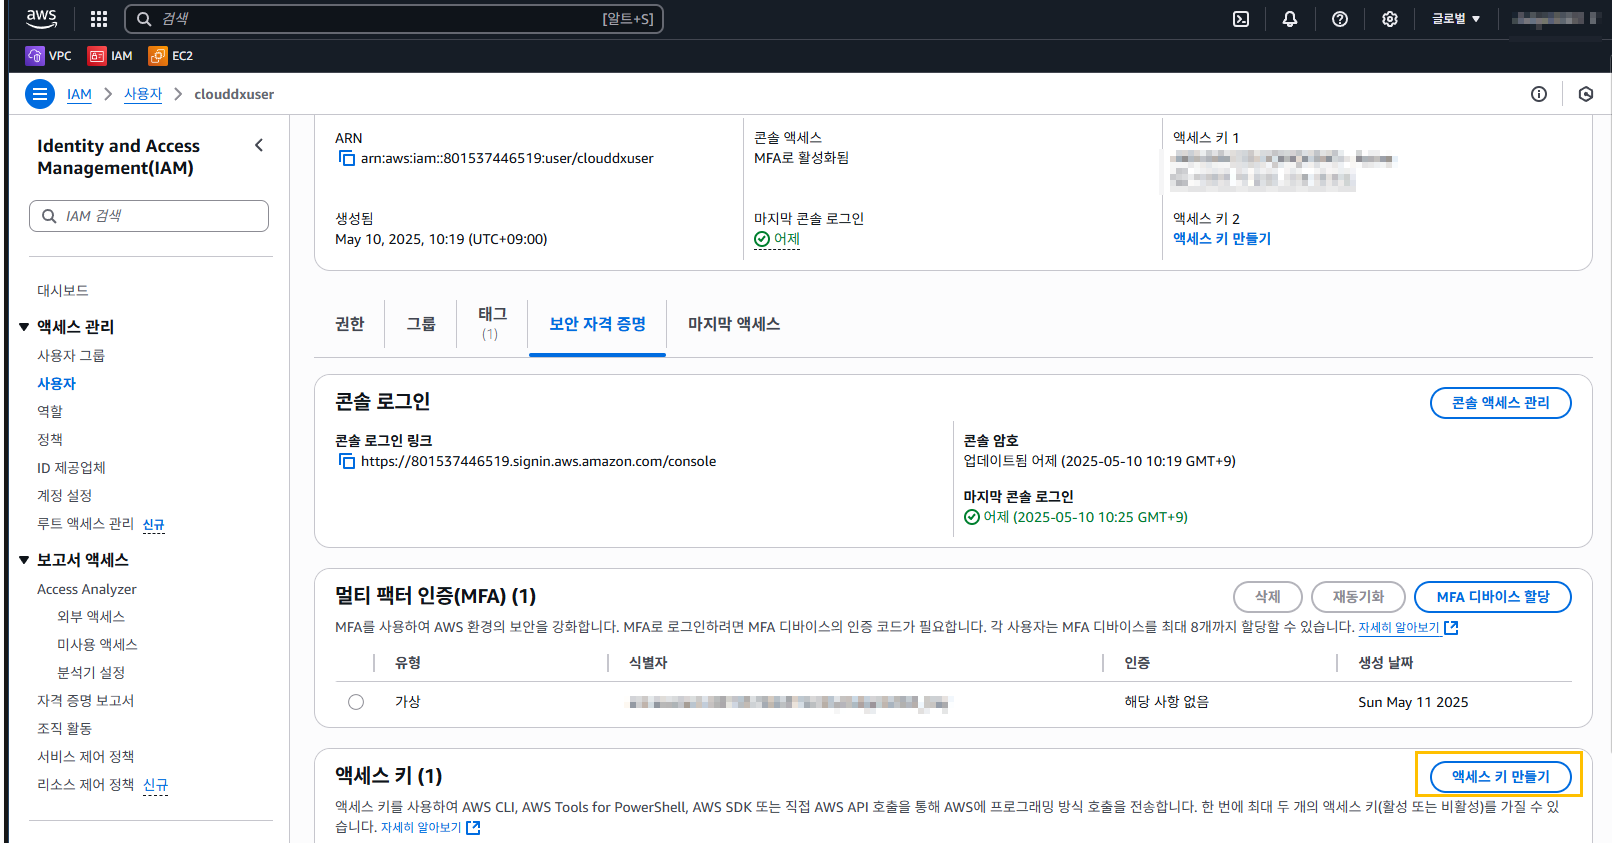 aws
검색
[알트+S]
글로벌
VPC
IAM
EC2
IAM
사용자
clouddxuser
Identity and Access
Management(IAM)
IAM 검색
대시보드
액세스 관리
사용자 그룹
사용자
역할
정책
ID 제공업체
계정 설정
루트 액세스 관리 신규
보고서 액세스
Access Analyzer
외부 액세스
미사용 액세스
분석기 설정
자격 증명 보고서
조직 활동
서비스 제어 정책
리소스 제어 정책 신규
ARN
arn:aws:iam::801537446519:user/clouddxuser
생성됨
May 10, 2025, 10:19 (UTC+09:00)
콘솔 액세스
MFA로 활성화됨
마지막 콘솔 로그인
어제
액세스 키 1
액세스 키 2
액세스 키 만들기
권한
그룹
태그
(1)
보안 자격 증명
마지막 액세스
콘솔 로그인
콘솔 액세스 관리
콘솔 로그인 링크
https://801537446519.signin.aws.amazon.com/console
콘솔 암호
업데이트됨 어제 (2025-05-10 10:19 GMT+9)
마지막 콘솔 로그인
어제 (2025-05-10 10:25 GMT+9)
멀티 팩터 인증(MFA) (1)
삭제
재동기화
MFA 디바이스 할당
MFA를 사용하여 AWS 환경의 보안을 강화합니다. MFA로 로그인하려면 MFA 디바이스의 인증 코드가 필요합니다. 각 사용자는 MFA 디바이스를 최대 8개까지 할당할 수 있습니다. 자세히 알아보기
유형
식별자
인증
생성 날짜
가상
해당 사항 없음
Sun May 11 2025
액세스 키 (1)
액세스 키 만들기
액세스 키를 사용하여 AWS CLI, AWS Tools for PowerShell, AWS SDK 또는 직접 AWS API 호출을 통해 AWS에 프로그래밍 방식 호출을 전송합니다. 한 번에 최대 두 개의 액세스 키(활성 또는 비활성)를 가질 수 있
습니다. 자세히 알아보기